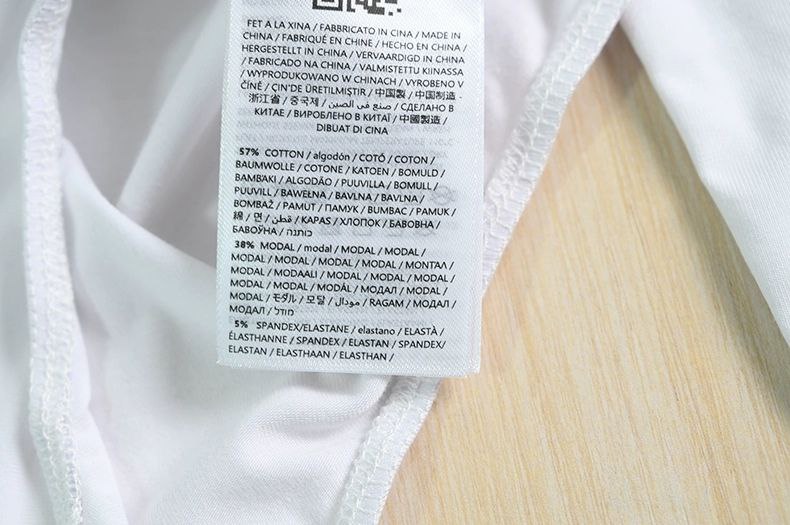 FET A LA XINA / FABBRICATO IN CINA / MADE IN
CHINA / FABRIQUÉ EN CHINE / HECHO EN CHINA /
HERGESTELLT IN CHINA / VERVAARDIGD IN CHINA
/ FABRICADO NA CHINA / VALMISTETTU KIINASSA
/ WYPRODUKOWANO W CHINACH / VYROBENO V
ČÍNĚ / ÇIN'DE ÜRETILMIŞTIR / 中国製 / 中国制造 -
浙江省 / 중국제 / صنع في الصين / СДЕЛАНО В
КИТАЕ / ВИРОБЛЕНО В КИТАЇ / 中國製造 /
DIBUAT DI CINA
57% COTTON / algodón / COTÓ / COTON /
BAUMWOLLE / COTONE / KATOEN / BOMULD /
BAMBAKI / ALGODÃO / PUUVILLA / BOMULL /
PUUVILL / BAWEŁNA / BAVLNA / BAVLNA /
BOMBAŽ / PAMUT / ПАМУК / BUMBAC / PAMUK /
綿 / 면 / قطن / KAPAS / ХЛОПОК / БАВОВНА /
БАВОЎНА / כותנה
38% MODAL / modal / MODAL / MODAL /
MODAL / MODAL / MODAL / MODAL / ΜΟΝΤΑΛ /
MODAL / MODAALI / MODAL / MODAL / MODAL /
MODAL / MODAL / MODÁL / МОДАЛ / MODAL /
MODAL / モダル / 모달 / مودال / RAGAM / МОДАЛ /
МОДАЛ / מודל
5% SPANDEX/ELASTANE / elastano / ELASTÀ /
ÉLASTHANNE / SPANDEX / ELASTAN / SPANDEX/
ELASTAN / ELASTHAAN / ELASTHAN /